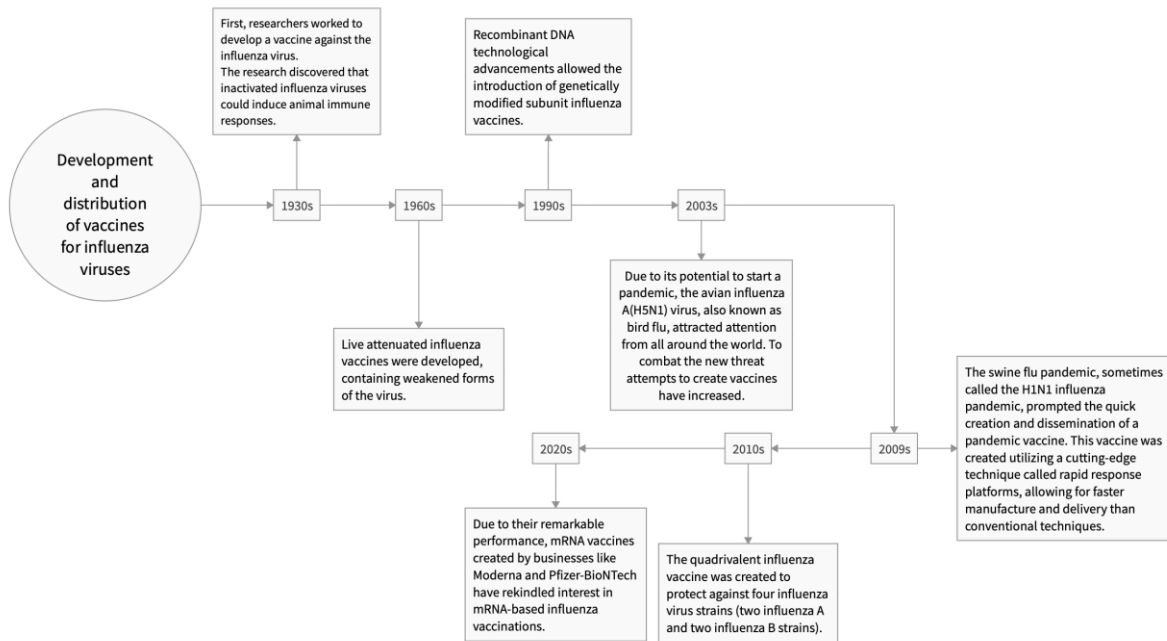 Development
and
distribution
of vaccines
for influenza
viruses
First, researchers worked to
develop a vaccine against the
influenza virus.
The research discovered that
inactivated influenza viruses
could induce animal immune
responses.
1930s
1960s
Live attenuated influenza
vaccines were developed,
containing weakened forms
of the virus.
Recombinant DNA
technological
advancements allowed the
introduction of genetically
modified subunit influenza
vaccines.
1990s
2003s
Due to its potential to start a
pandemic, the avian influenza
A(H5N1) virus, also known as
bird flu, attracted attention
from all around the world. To
combat the new threat
attempts to create vaccines
have increased.
2009s
The swine flu pandemic, sometimes
called the H1N1 influenza
pandemic, prompted the quick
creation and dissemination of a
pandemic vaccine. This vaccine was
created utilizing a cutting-edge
technique called rapid response
platforms, allowing for faster
manufacture and delivery than
conventional techniques.
2010s
The quadrivalent influenza
vaccine was created to
protect against four influenza
virus strains (two influenza A
and two influenza B strains).
2020s
Due to their remarkable
performance, mRNA vaccines
created by businesses like
Moderna and Pfizer-BioNTech
have rekindled interest in
mRNA-based influenza
vaccinations.